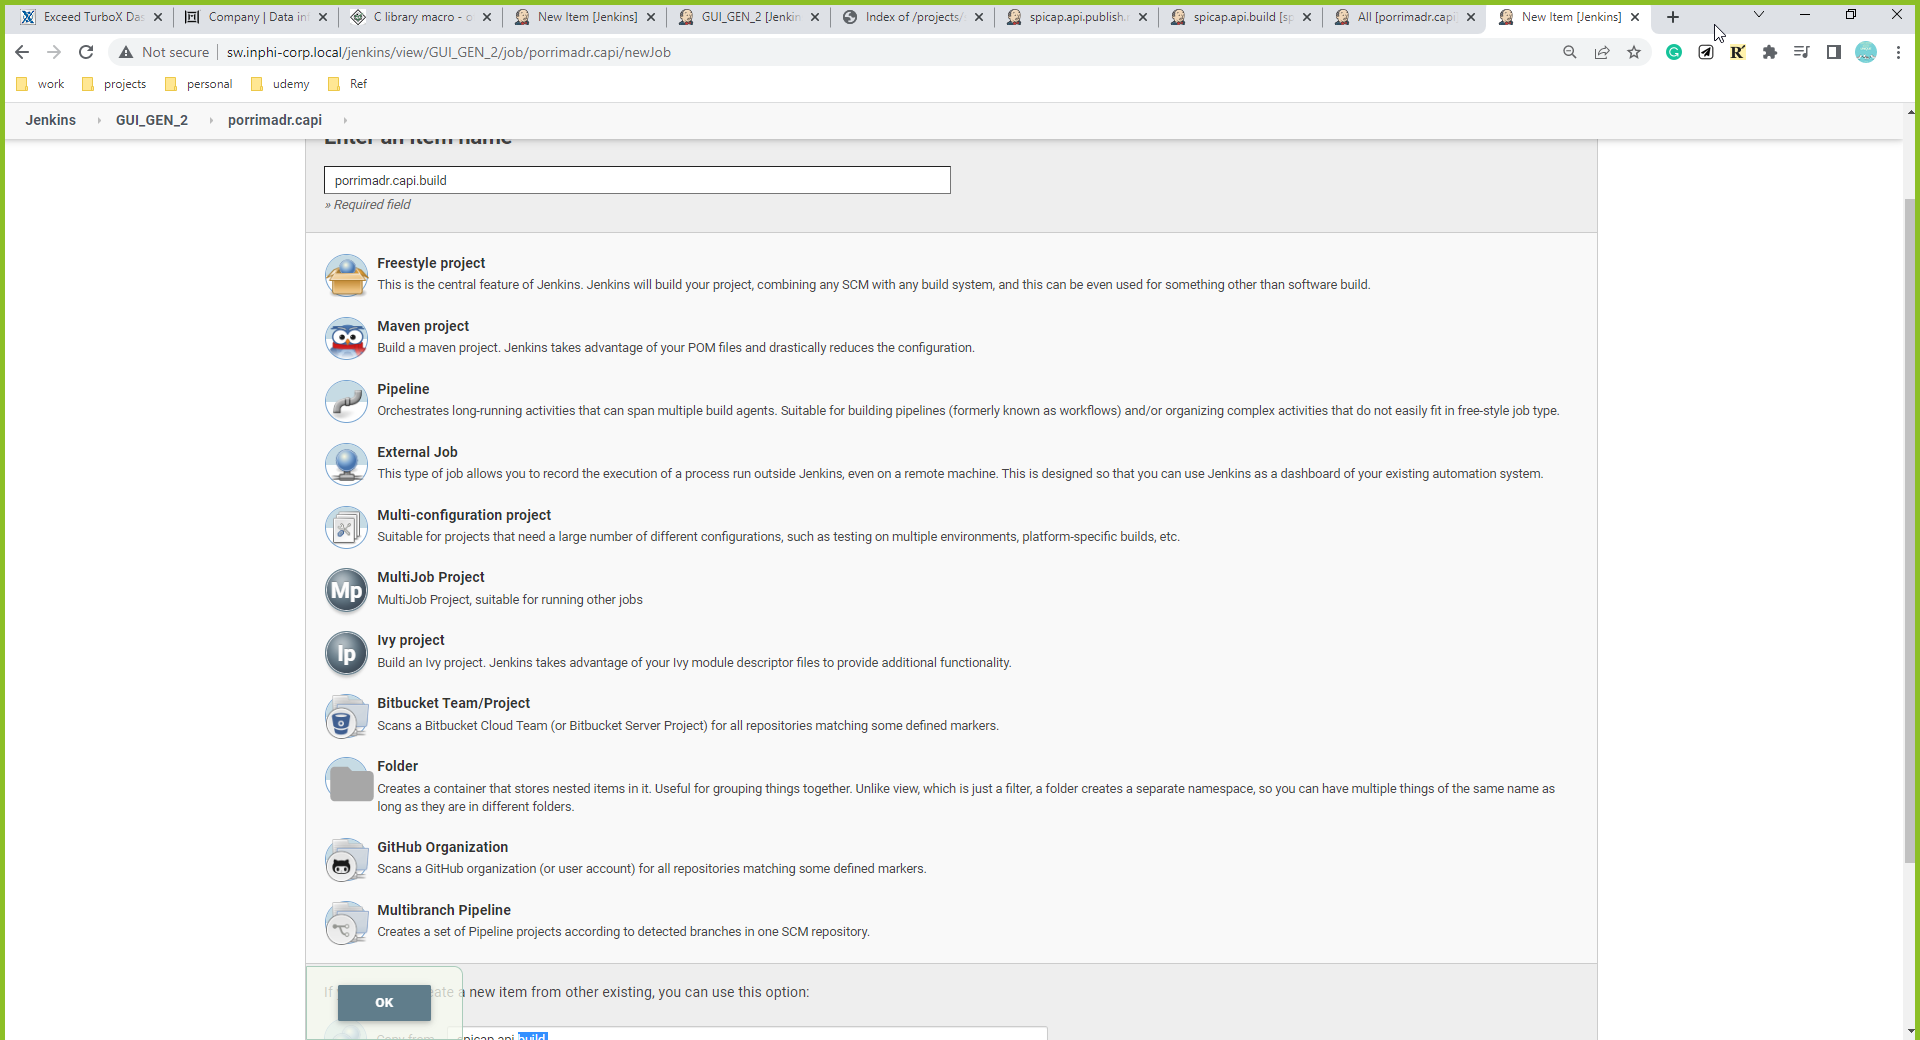 Exceed TurboX Das
Company | Data in
C library macro - o
New Item [Jenkins]
GUI_GEN_2 [Jenkin
Index of /projects/
spicap.api.publish.
spicap.api.build [sp
All [porrimadr.capi
New Item [Jenkins]
Not secure
sw.inphi-corp.local/jenkins/view/GUI_GEN_2/job/porrimadr.capi/newJob
work
projects
personal
udemy
Ref
Jenkins
GUI_GEN_2
porrimadr.capi
Enter an item name
porrimadr.capi.build
» Required field
Freestyle project
This is the central feature of Jenkins. Jenkins will build your project, combining any SCM with any build system, and this can be even used for something other than software build.
Maven project
Build a maven project. Jenkins takes advantage of your POM files and drastically reduces the configuration.
Pipeline
Orchestrates long-running activities that can span multiple build agents. Suitable for building pipelines (formerly known as workflows) and/or organizing complex activities that do not easily fit in free-style job type.
External Job
This type of job allows you to record the execution of a process run outside Jenkins, even on a remote machine. This is designed so that you can use Jenkins as a dashboard of your existing automation system.
Multi-configuration project
Suitable for projects that need a large number of different configurations, such as testing on multiple environments, platform-specific builds, etc.
Mp
MultiJob Project
MultiJob Project, suitable for running other jobs
Ip
Ivy project
Build an Ivy project. Jenkins takes advantage of your Ivy module descriptor files to provide additional functionality.
Bitbucket Team/Project
Scans a Bitbucket Cloud Team (or Bitbucket Server Project) for all repositories matching some defined markers.
Folder
Creates a container that stores nested items in it. Useful for grouping things together. Unlike view, which is just a filter, a folder creates a separate namespace, so you can have multiple things of the same name as
long as they are in different folders.
GitHub Organization
Scans a GitHub organization (or user account) for all repositories matching some defined markers.
Multibranch Pipeline
Creates a set of Pipeline projects according to detected branches in one SCM repository.
If eate a new item from other existing, you can use this option:
OK
Copy from
spicap.api.build